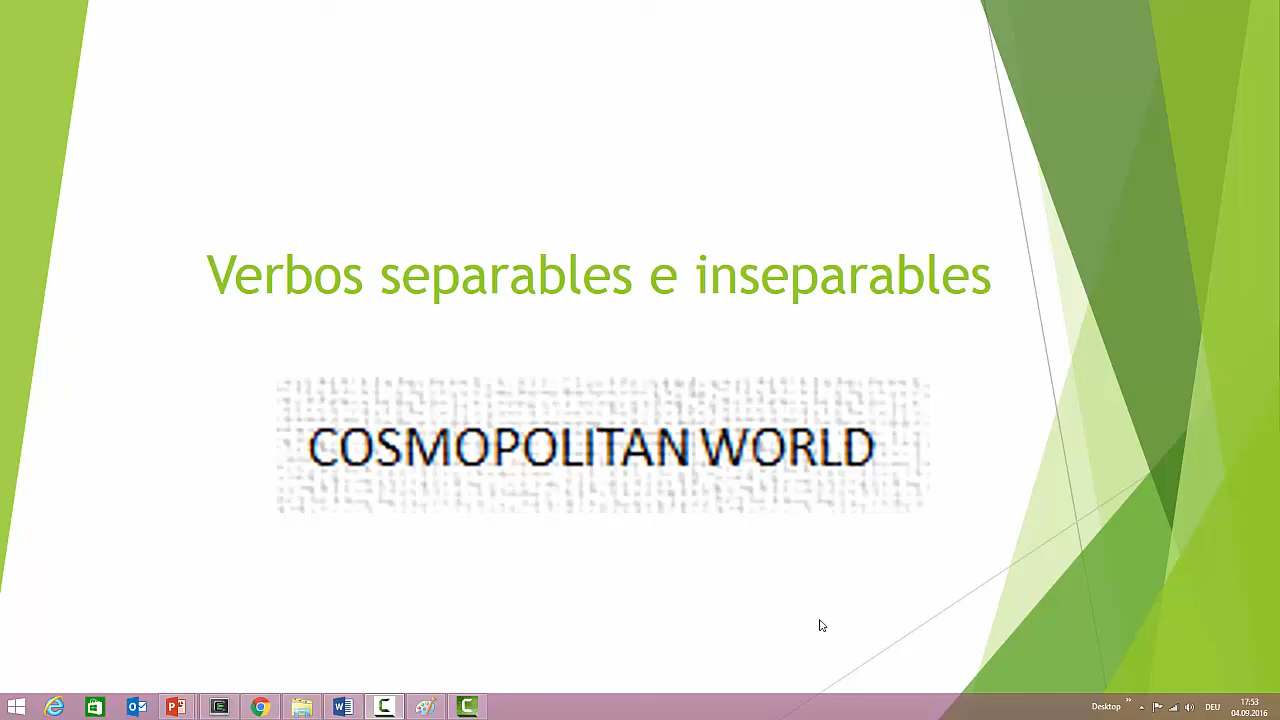 Verbos separables e inseparables
COSMOPOLITAN WORLD
Desktop
DEU
17:53
04.09.2016